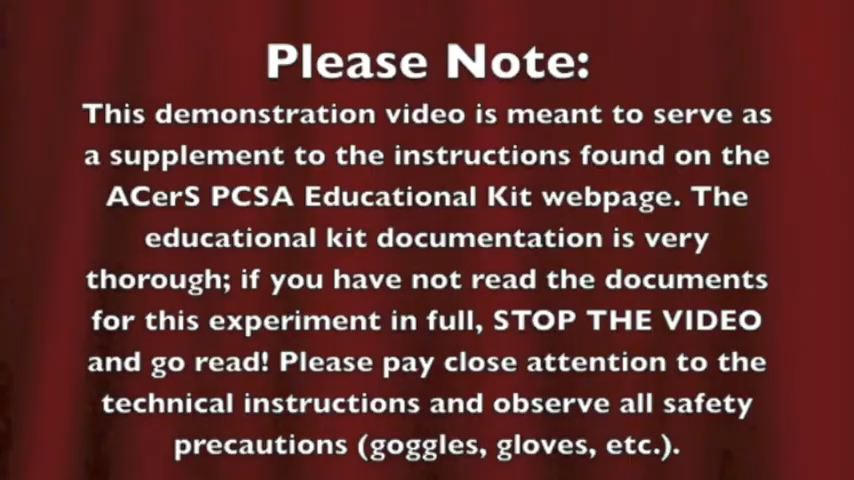 Please Note:
This demonstration video is meant to serve as
a supplement to the instructions found on the
ACerS PCSA Educational Kit webpage. The
educational kit documentation is very
thorough; if you have not read the documents
for this experiment in full, STOP THE VIDEO
and go read! Please pay close attention to the
technical instructions and observe all safety
precautions (goggles, gloves, etc.).